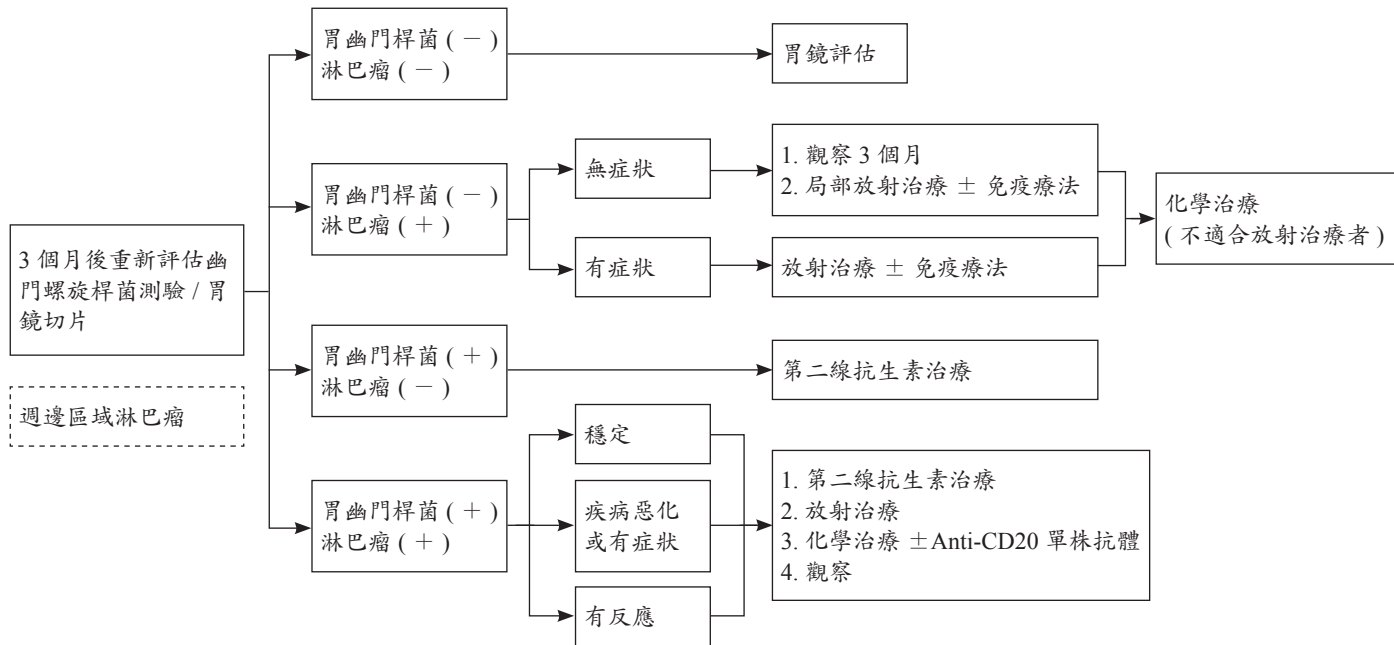 3 個月後重新評估幽
門螺旋桿菌測驗 / 胃
鏡切片
週邊區域淋巴瘤
胃幽門桿菌 ( － )
淋巴瘤 ( － )
胃鏡評估
胃幽門桿菌 ( － )
淋巴瘤 ( ＋ )
無症狀
1. 觀察 3 個月
2. 局部放射治療 ± 免疫療法
有症狀
放射治療 ± 免疫療法
化學治療
( 不適合放射治療者 )
胃幽門桿菌 ( ＋ )
淋巴瘤 ( － )
第二線抗生素治療
胃幽門桿菌 ( ＋ )
淋巴瘤 ( ＋ )
穩定
疾病惡化
或有症狀
有反應
1. 第二線抗生素治療
2. 放射治療
3. 化學治療 ±Anti-CD20 單株抗體
4. 觀察